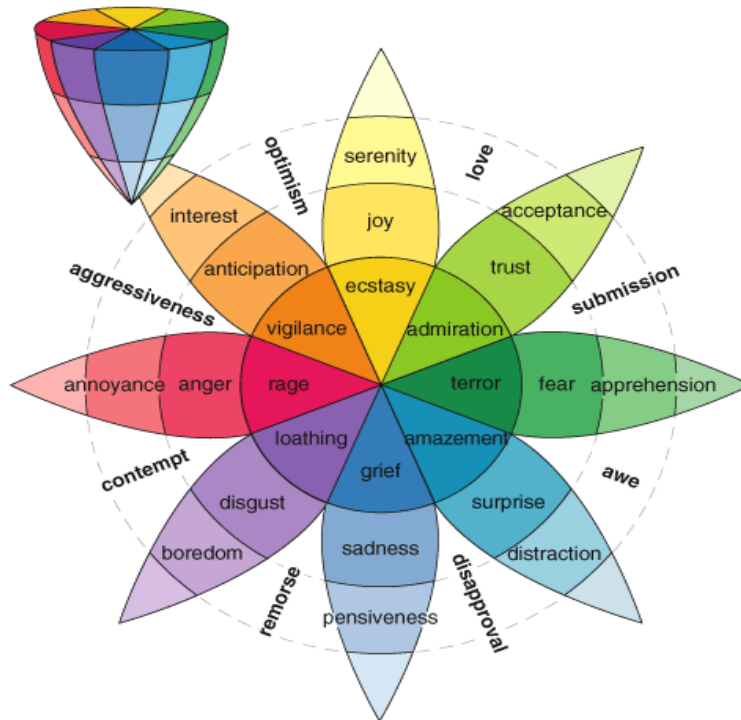 optimism
serenity
love
interest
joy
acceptance
anticipation
trust
aggressiveness
ecstasy
submission
vigilance
admiration
annoyance
anger
rage
terror
fear
apprehension
loathing
amazement
contempt
grief
awe
disgust
surprise
boredom
sadness
distraction
remorse
pensiveness
disapproval